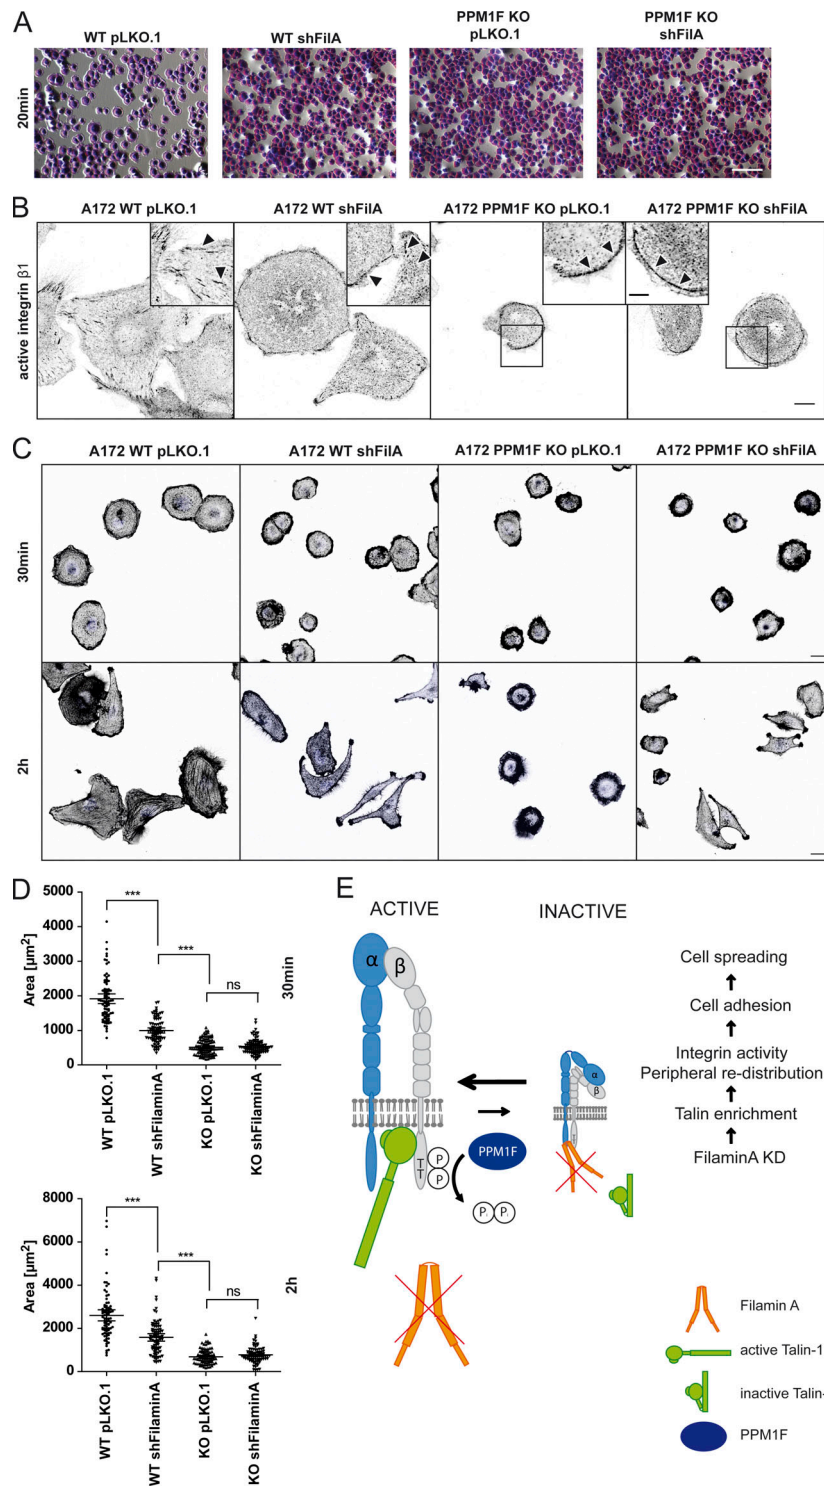 A
WT pLKO.1
WT shFilA
PPM1F KO
pLKO.1
PPM1F KO
shFilA
20min
B
A172 WT pLKO.1
A172 WT shFilA
A172 PPM1F KO pLKO.1
A172 PPM1F KO shFilA
active integrin β1
C
A172 WT pLKO.1
A172 WT shFilA
A172 PPM1F KO pLKO.1
A172 PPM1F KO shFilA
30min
2h
D
Area [µm²]
5000
4000
3000
2000
1000
0
***
***
ns
30min
WT pLKO.1
WT shFilaminA
KO pLKO.1
KO shFilaminA
Area [µm²]
8000
6000
4000
2000
0
***
***
ns
2h
WT pLKO.1
WT shFilaminA
KO pLKO.1
KO shFilaminA
E
ACTIVE
INACTIVE
α
β
T
T
P
P
PPM1F
Pi
Pi
α
β
Cell spreading
Cell adhesion
Integrin activity
Peripheral re-distribution
Talin enrichment
FilaminA KD
Filamin A
active Talin-1
inactive Talin-
PPM1F